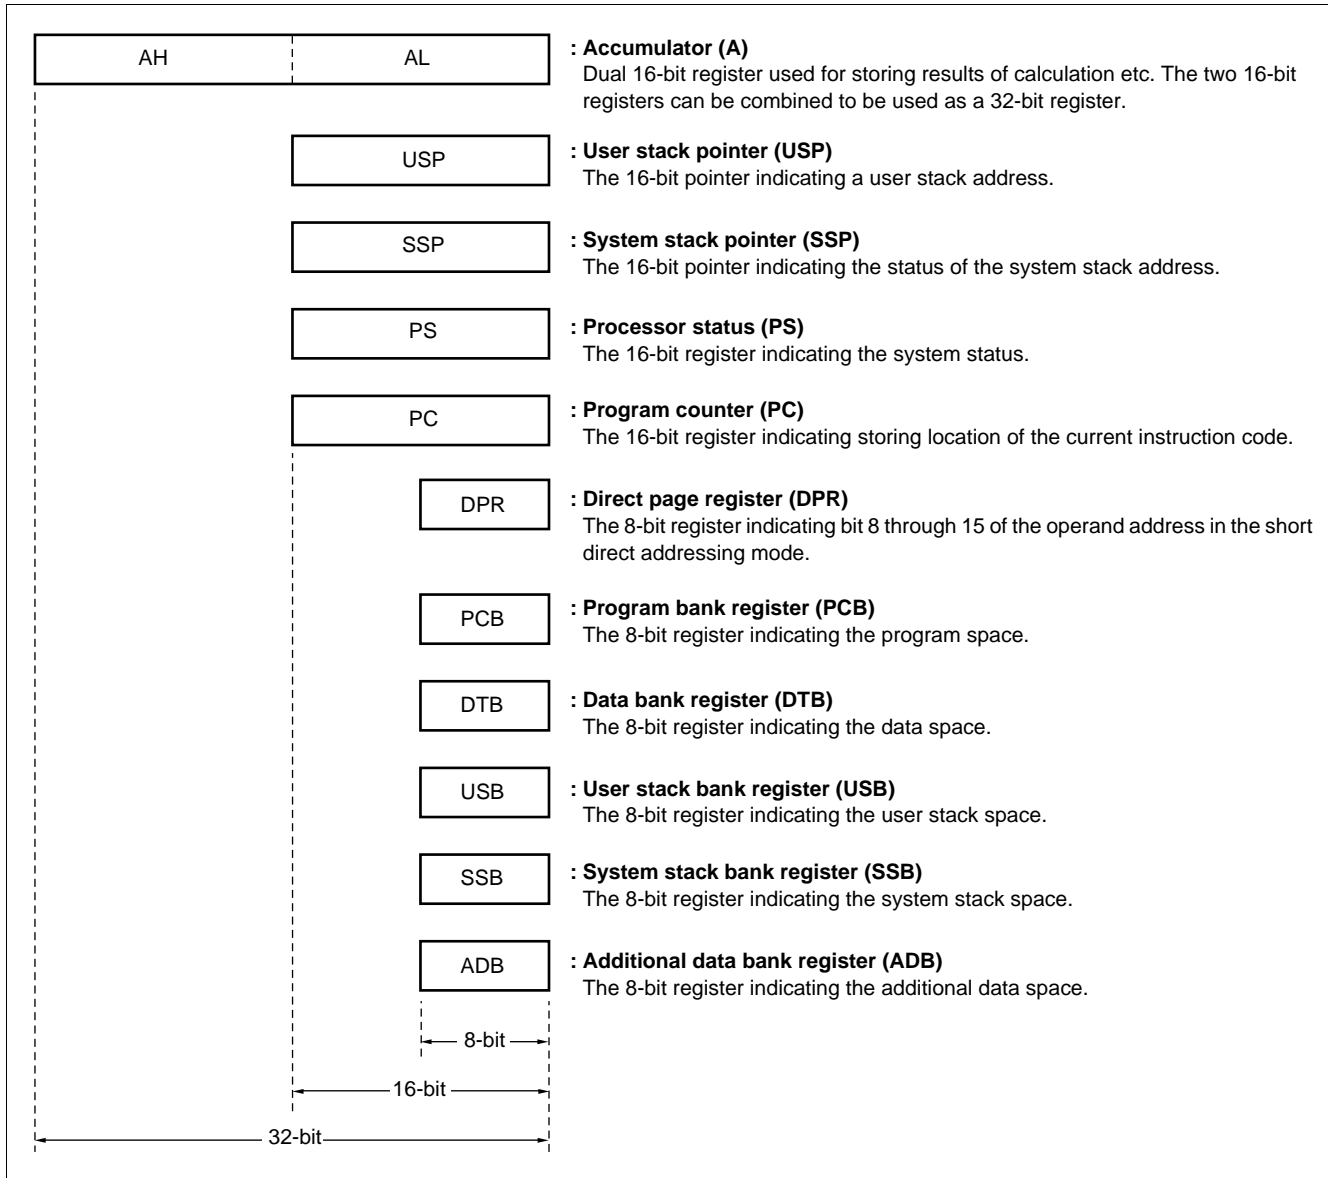 AH
AL
: Accumulator (A)
Dual 16-bit register used for storing results of calculation etc. The two 16-bit
registers can be combined to be used as a 32-bit register.
USP
: User stack pointer (USP)
The 16-bit pointer indicating a user stack address.
SSP
: System stack pointer (SSP)
The 16-bit pointer indicating the status of the system stack address.
PS
: Processor status (PS)
The 16-bit register indicating the system status.
PC
: Program counter (PC)
The 16-bit register indicating storing location of the current instruction code.
DPR
: Direct page register (DPR)
The 8-bit register indicating bit 8 through 15 of the operand address in the short
direct addressing mode.
PCB
: Program bank register (PCB)
The 8-bit register indicating the program space.
DTB
: Data bank register (DTB)
The 8-bit register indicating the data space.
USB
: User stack bank register (USB)
The 8-bit register indicating the user stack space.
SSB
: System stack bank register (SSB)
The 8-bit register indicating the system stack space.
ADB
: Additional data bank register (ADB)
The 8-bit register indicating the additional data space.
8-bit
16-bit
32-bit